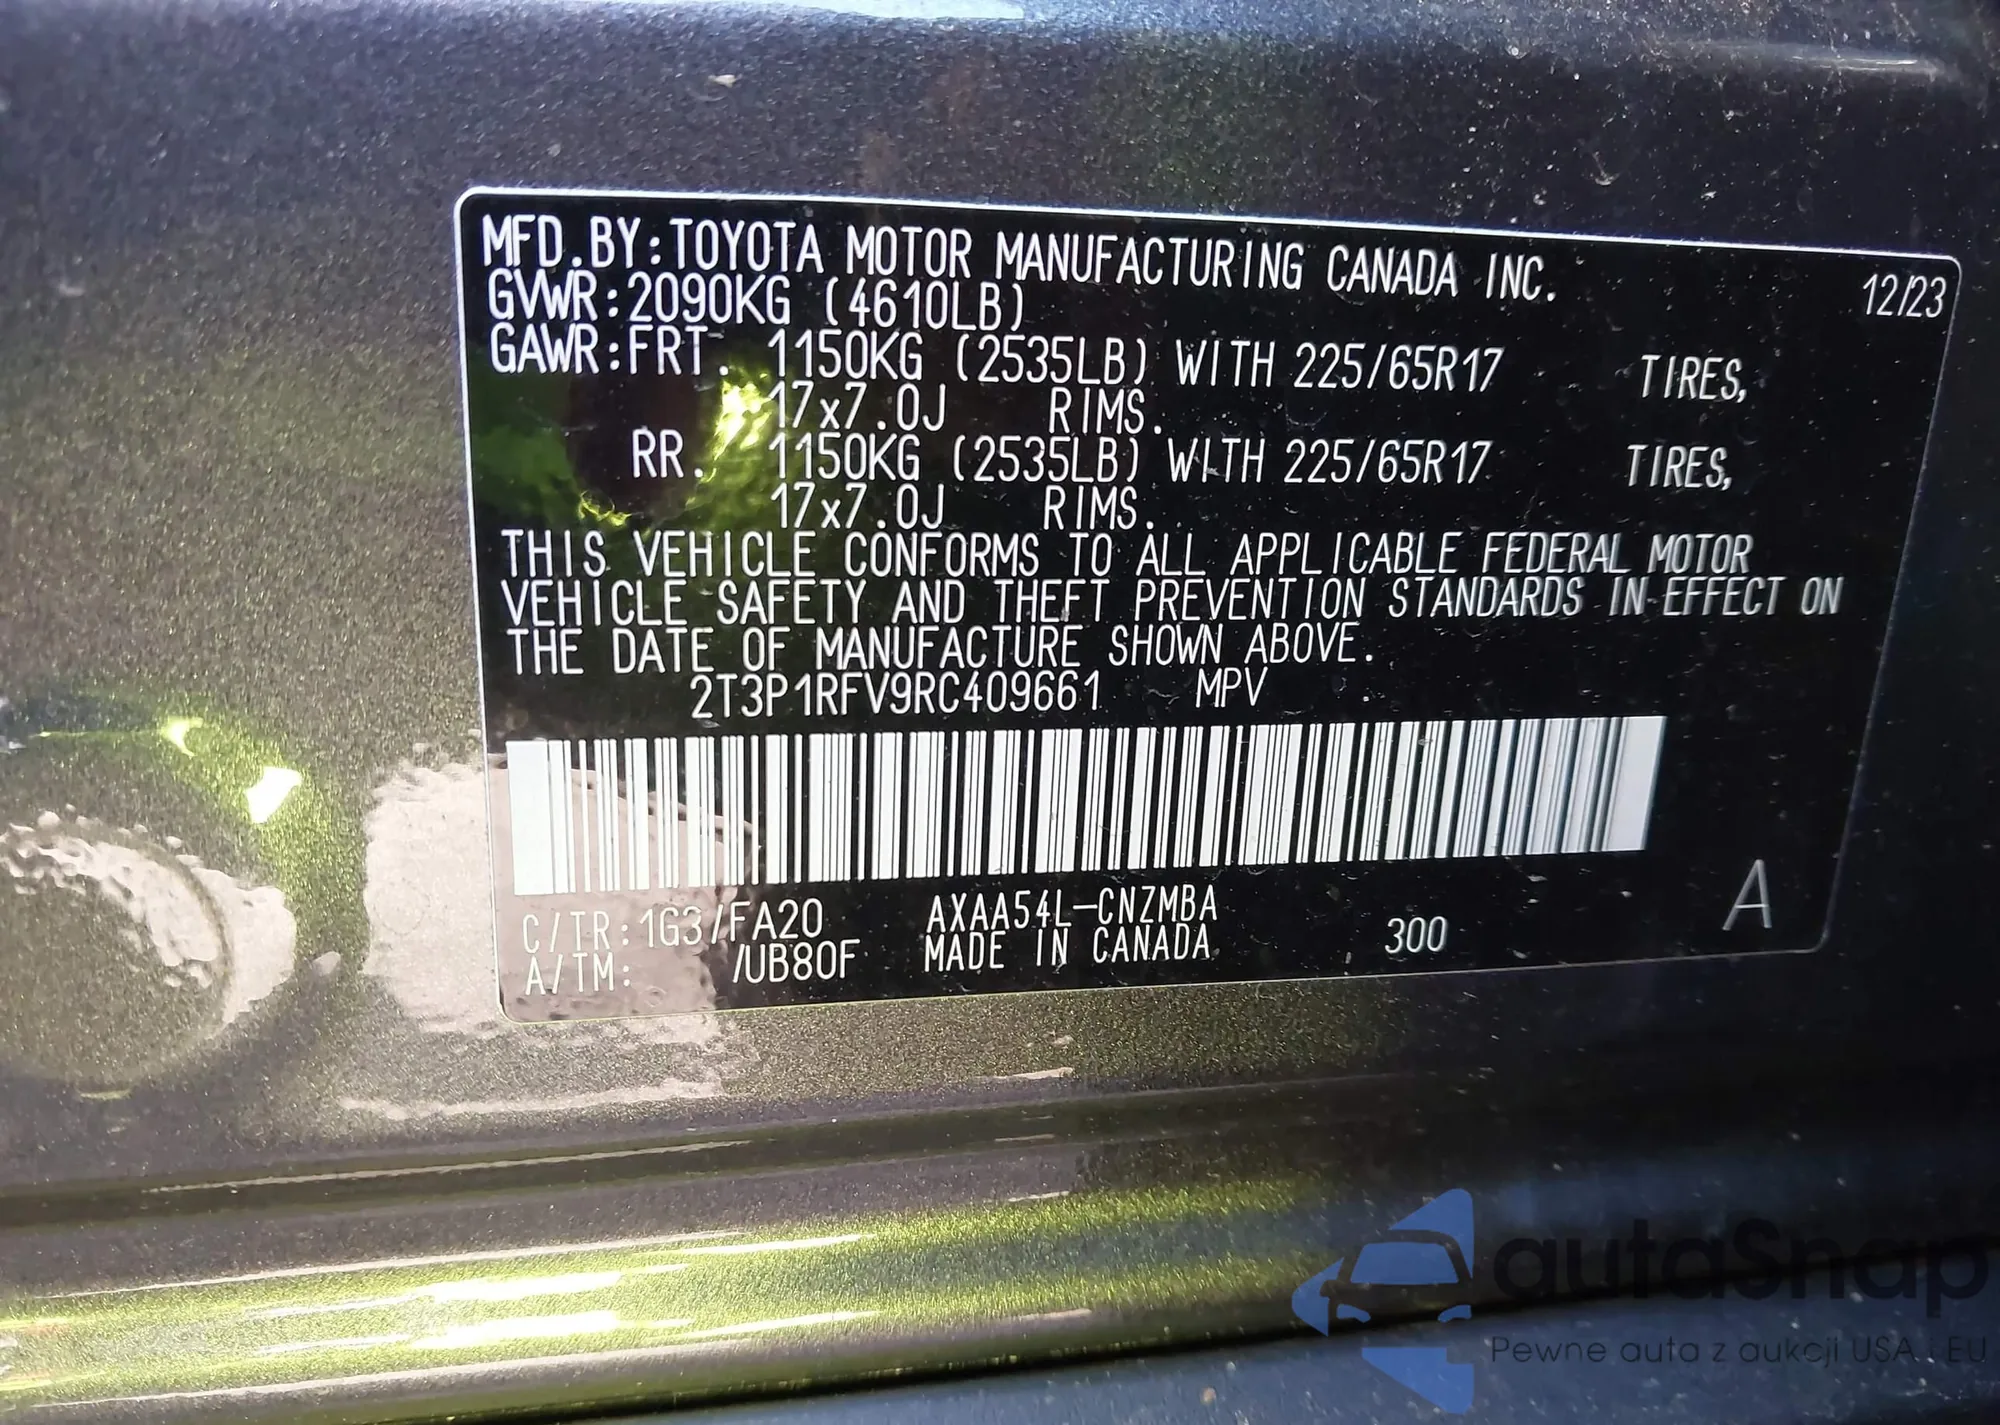 MFD.BY:TOYOTA MOTOR MANUFACTURING CANADA INC. 12/23
GVWR:2090KG (4610LB)
GAWR:FRT. 1150KG (2535LB) WITH 225/65R17 TIRES,
17x7.0J RIMS.
RR. 1150KG (2535LB) WITH 225/65R17 TIRES,
17x7.0J RIMS.
THIS VEHICLE CONFORMS TO ALL APPLICABLE FEDERAL MOTOR
VEHICLE SAFETY AND THEFT PREVENTION STANDARDS IN EFFECT ON
THE DATE OF MANUFACTURE SHOWN ABOVE.
2T3P1RFV9RC409661 MPV
C/TR:1G3/FA20 AXAA54L-CNZMBA
A/TM: /UB80F MADE IN CANADA 300 A
autaSnap
Pewne auta z aukcji USA i EU